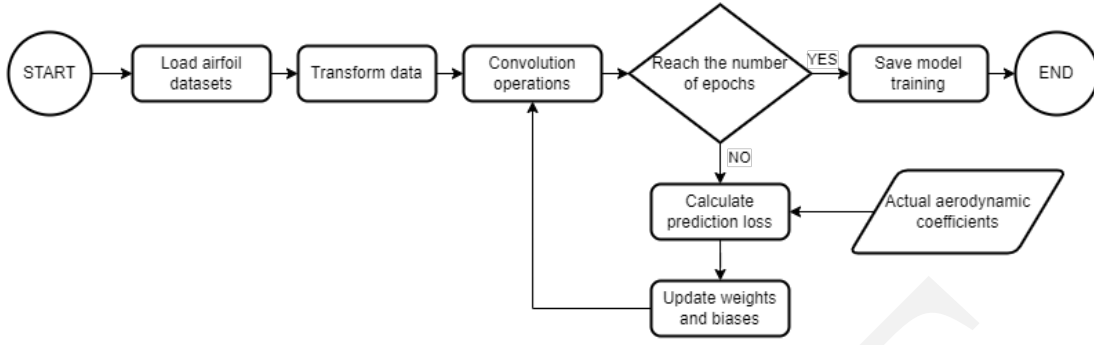 START
Load airfoil
datasets
Transform data
Convolution
operations
Reach the number
of epochs
YES
Save model
training
END
NO
Calculate
prediction loss
Actual aerodynamic
coefficients
Update weights
and biases